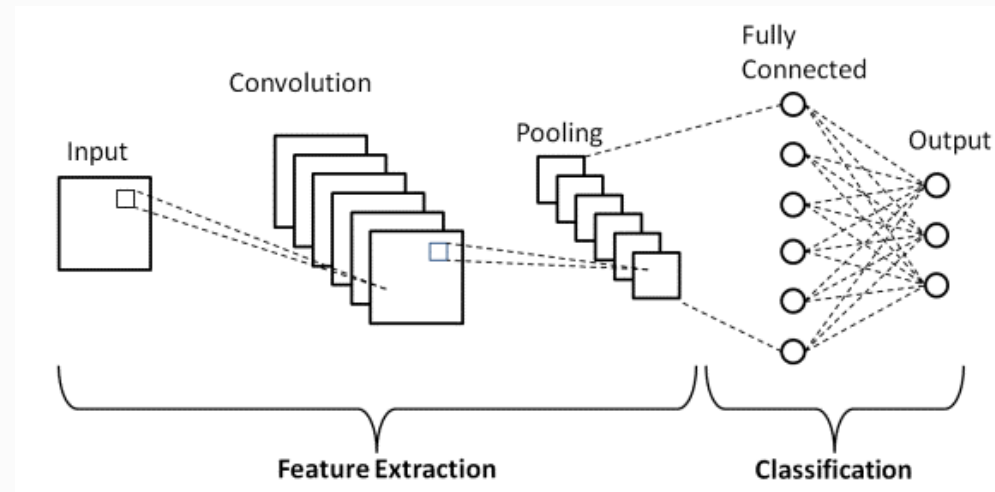 Input
Convolution
Pooling
Fully
Connected
Output
Feature Extraction
Classification